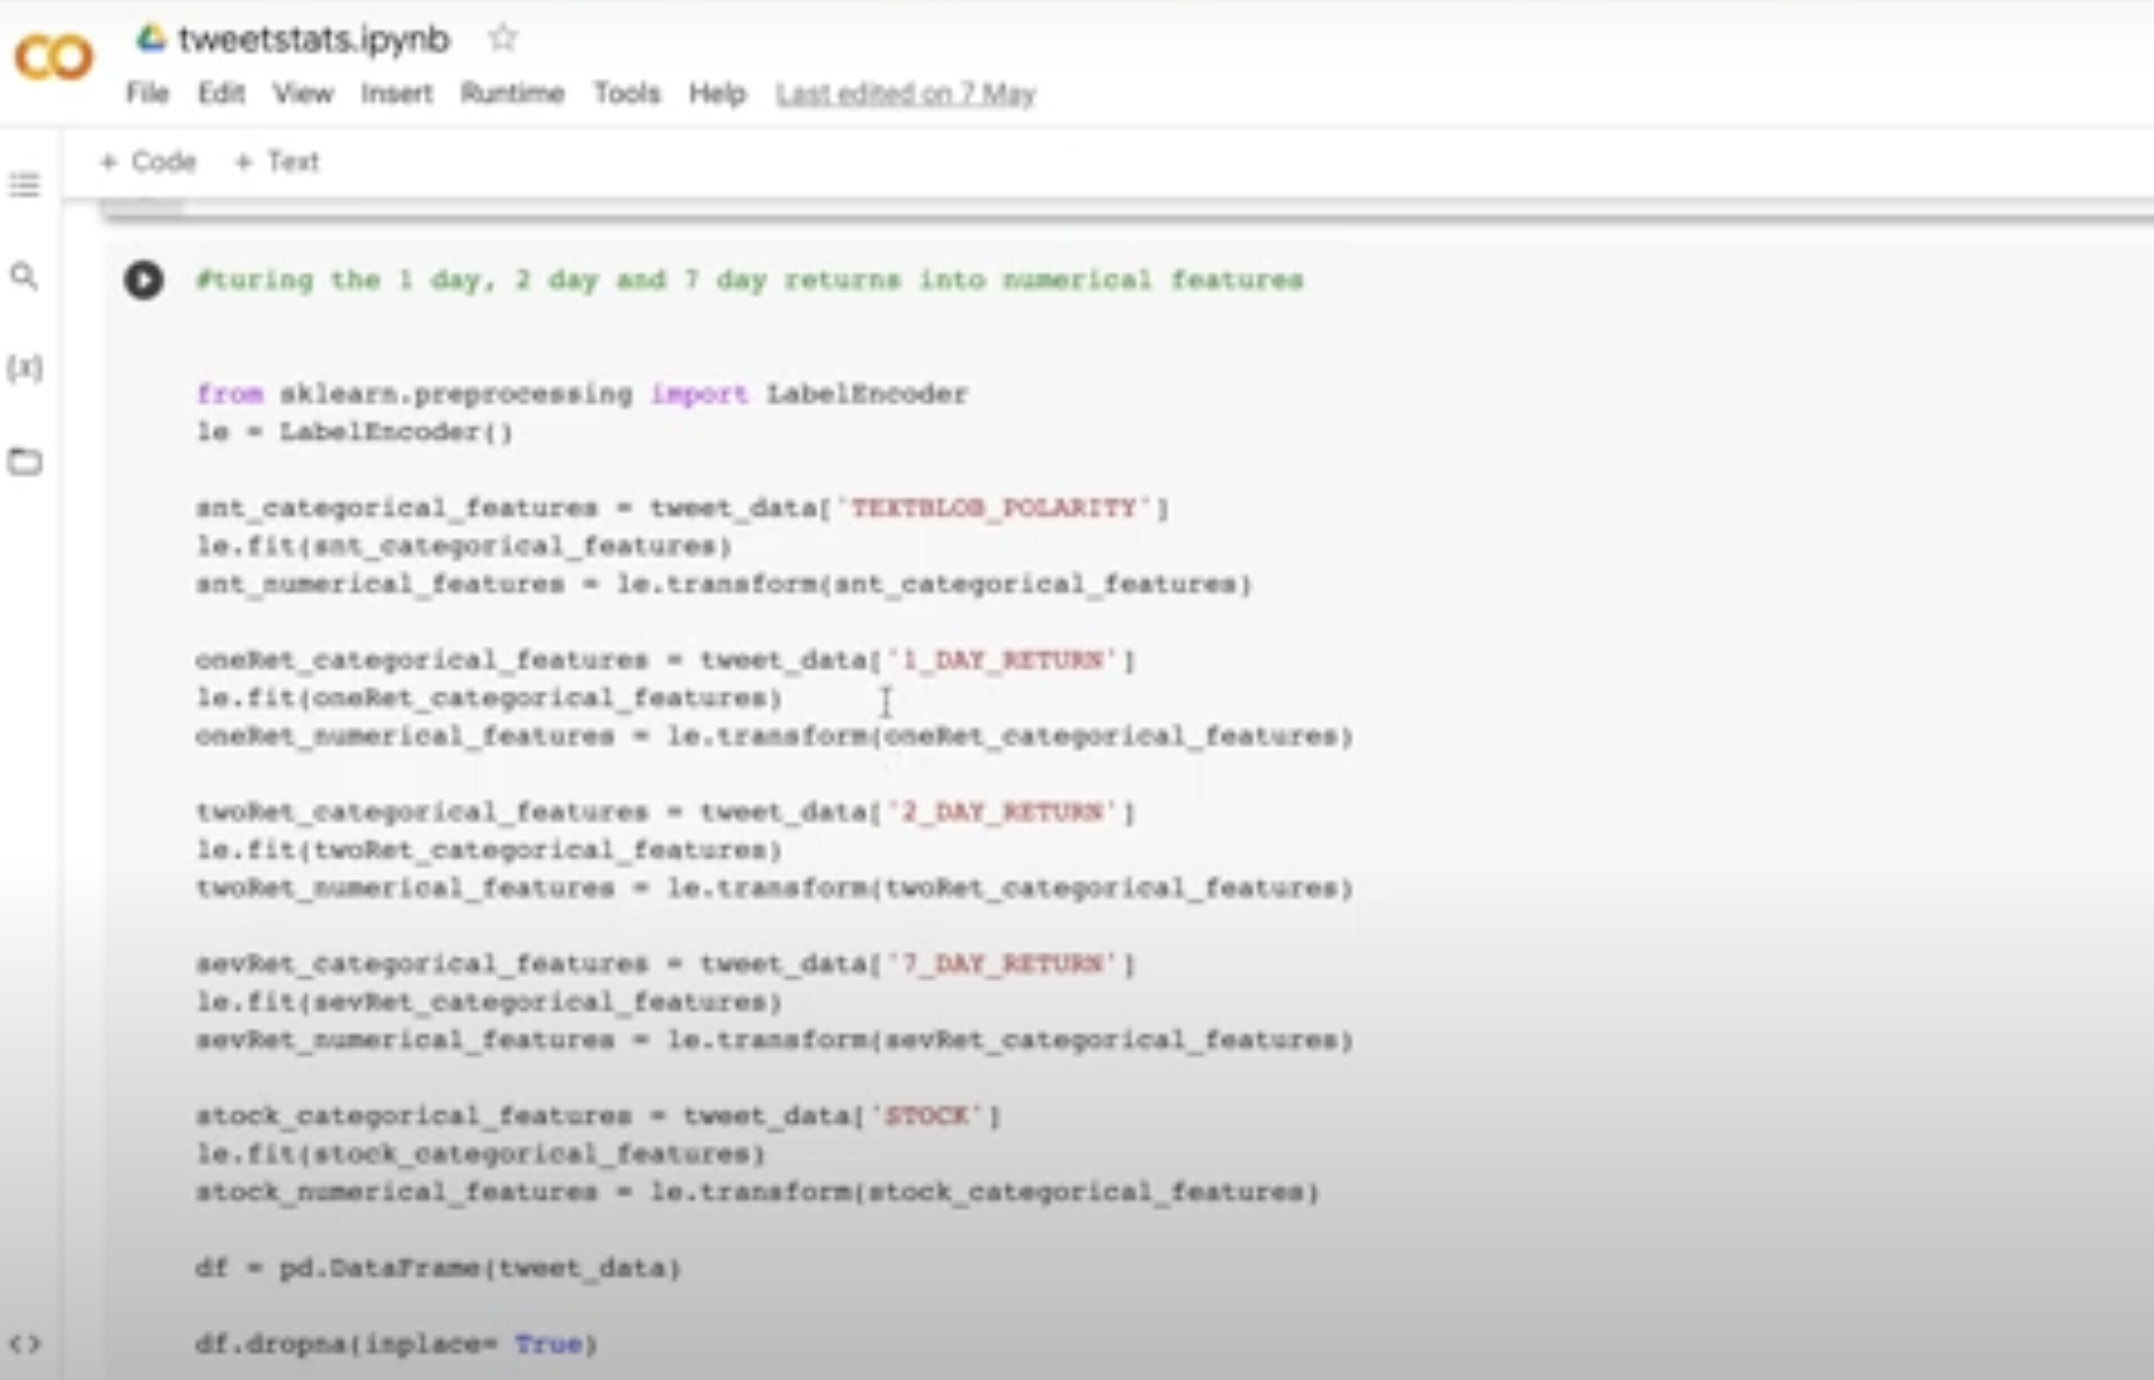 tweetstats.ipynb
File Edit View Insert Runtime Tools Help Last edited on 7 May
+ Code + Text
#turing the 1 day, 2 day and 7 day returns into numerical features
from sklearn.preprocessing import LabelEncoder
le = LabelEncoder()
snt_categorical_features = tweet_data['TEXTBLOB_POLARITY']
le.fit(snt_categorical_features)
snt_numerical_features = le.transform(snt_categorical_features)
oneRet_categorical_features = tweet_data['1_DAY_RETURN']
le.fit(oneRet_categorical_features)
oneRet_numerical_features = le.transform(oneRet_categorical_features)
twoRet_categorical_features = tweet_data['2_DAY_RETURN']
le.fit(twoRet_categorical_features)
twoRet_numerical_features = le.transform(twoRet_categorical_features)
sevRet_categorical_features = tweet_data['7_DAY_RETURN']
le.fit(sevRet_categorical_features)
sevRet_numerical_features = le.transform(sevRet_categorical_features)
stock_categorical_features = tweet_data['STOCK']
le.fit(stock_categorical_features)
stock_numerical_features = le.transform(stock_categorical_features)
df = pd.DataFrame(tweet_data)
df.dropna(inplace= True)